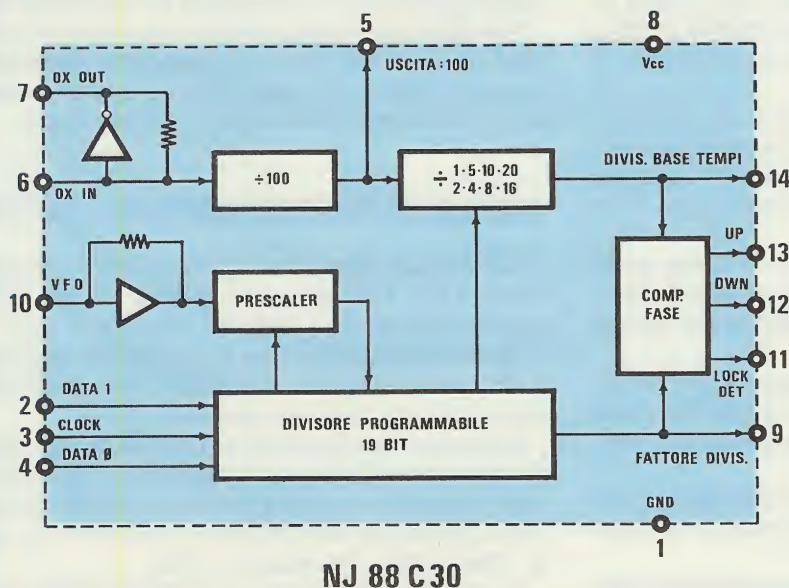 5
8
7
OX OUT
USCITA :100
Vcc
6
OX IN
÷100
÷ 1·5·10·20
2·4·8·16
DIVIS. BASE TEMPI
14
UP
13
10
VFO
PRESCALER
COMP.
FASE
DWN
12
11
LOCK
DET
2
DATA 1
3
CLOCK
4
DATA Ø
DIVISORE PROGRAMMABILE
19 BIT
9
FATTORE DIVIS.
GND
1
NJ 88 C 30